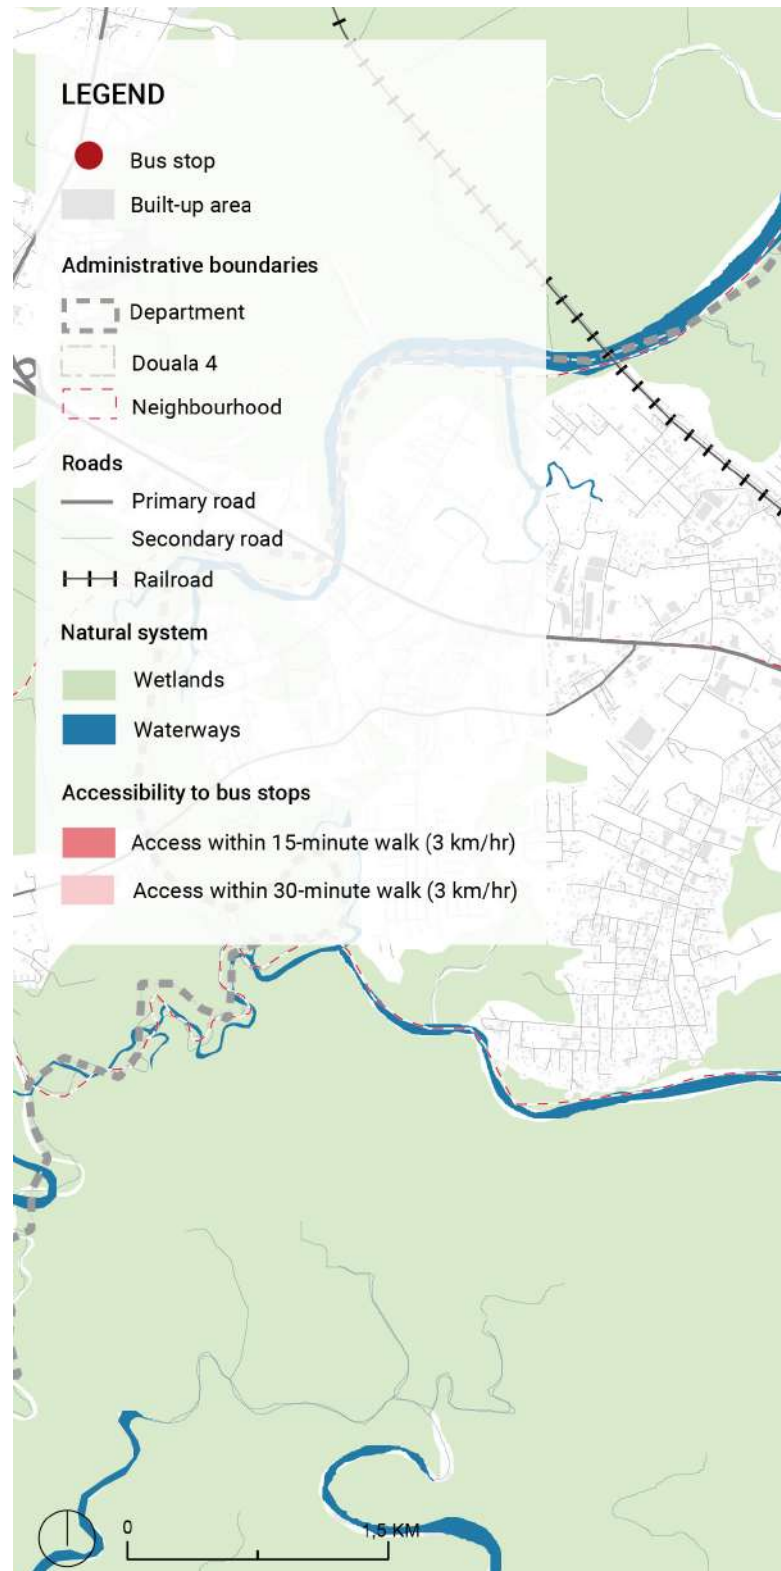 LEGEND
Bus stop
Built-up area
Administrative boundaries
Department
Douala 4
Neighbourhood
Roads
Primary road
Secondary road
Railroad
Natural system
Wetlands
Waterways
Accessibility to bus stops
Access within 15-minute walk (3 km/hr)
Access within 30-minute walk (3 km/hr)
0 1,5 KM